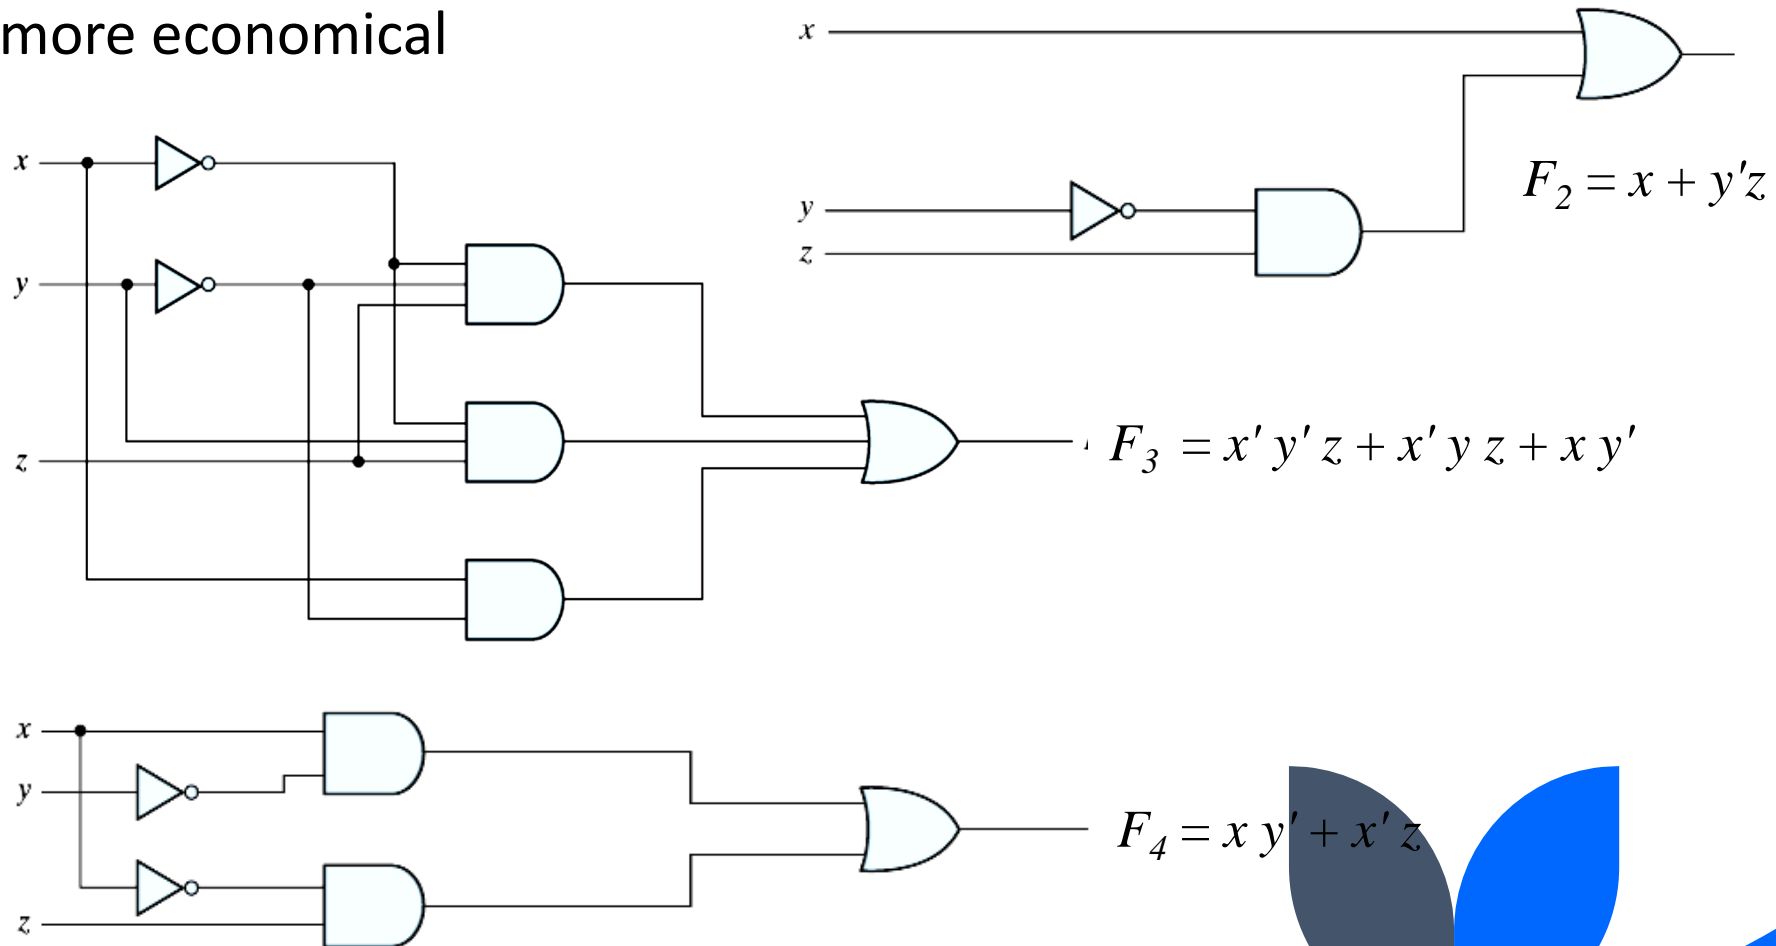 more economical
x
y
z
F₂ = x + y'z
x
y
z
F₃ = x' y' z + x' y z + x y'
x
y
z
F₄ = x y' + x' z